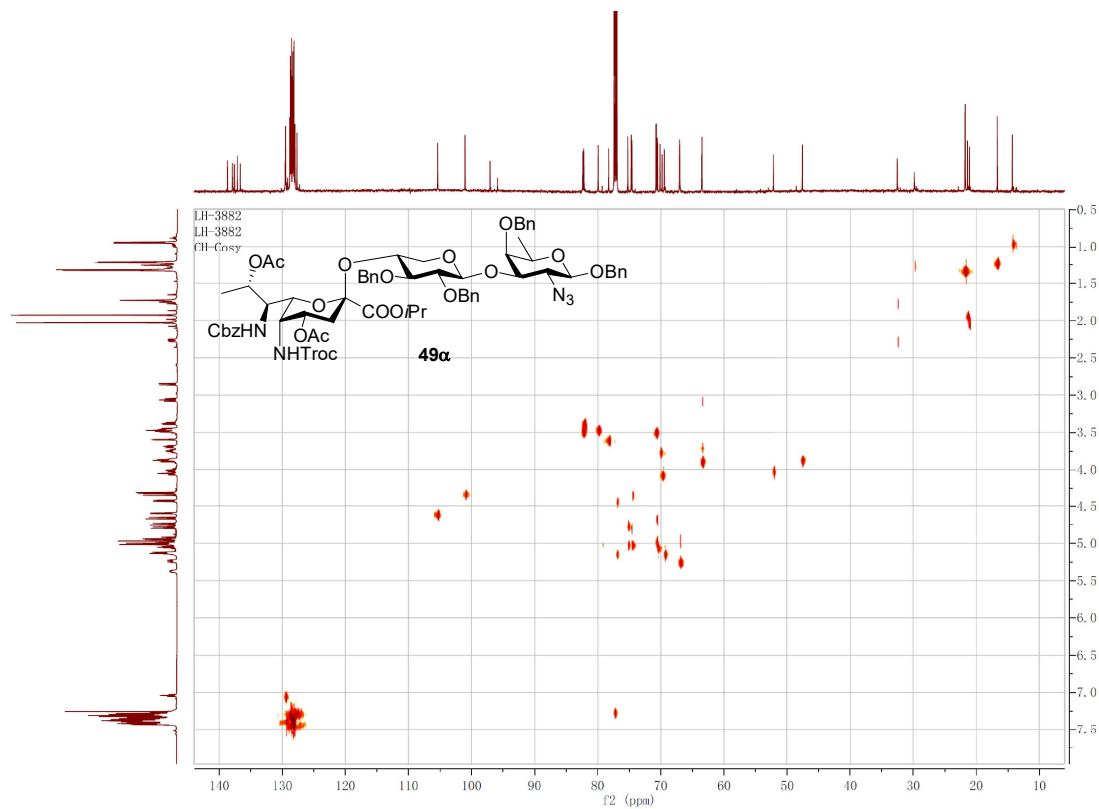 LH-3882
LH-3882
CH-Cosy
OAc
O
O
OBn
O
OBn
BnO
O
OBn
N₃
O
COOiPr
CbzHN
OAc
NHTroc
49α
0.5
1.0
1.5
2.0
2.5
3.0
3.5
4.0
4.5
5.0
5.5
6.0
6.5
7.0
7.5
140 130 120 110 100 90 80 70 60 50 40 30 20 10
f2 (ppm)